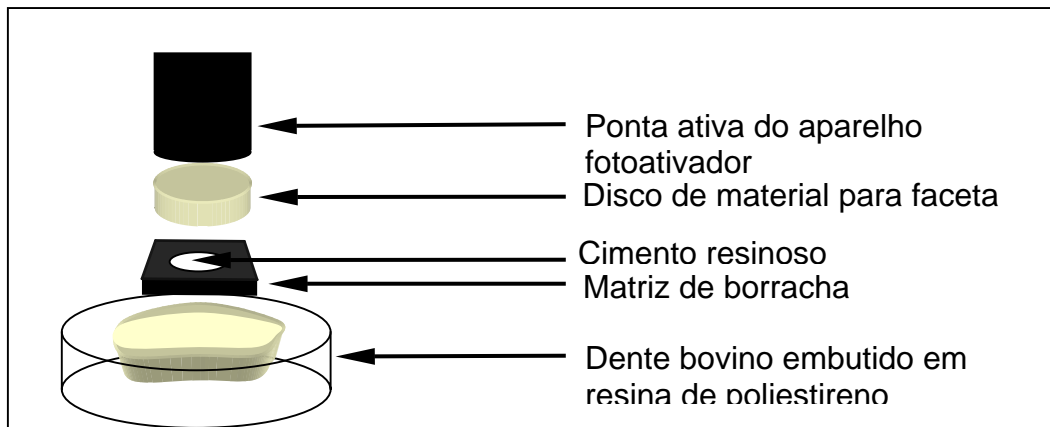 Ponta ativa do aparelho
fotoativador
Disco de material para faceta
Cimento resinoso
Matriz de borracha
Dente bovino embutido em
resina de poliestireno